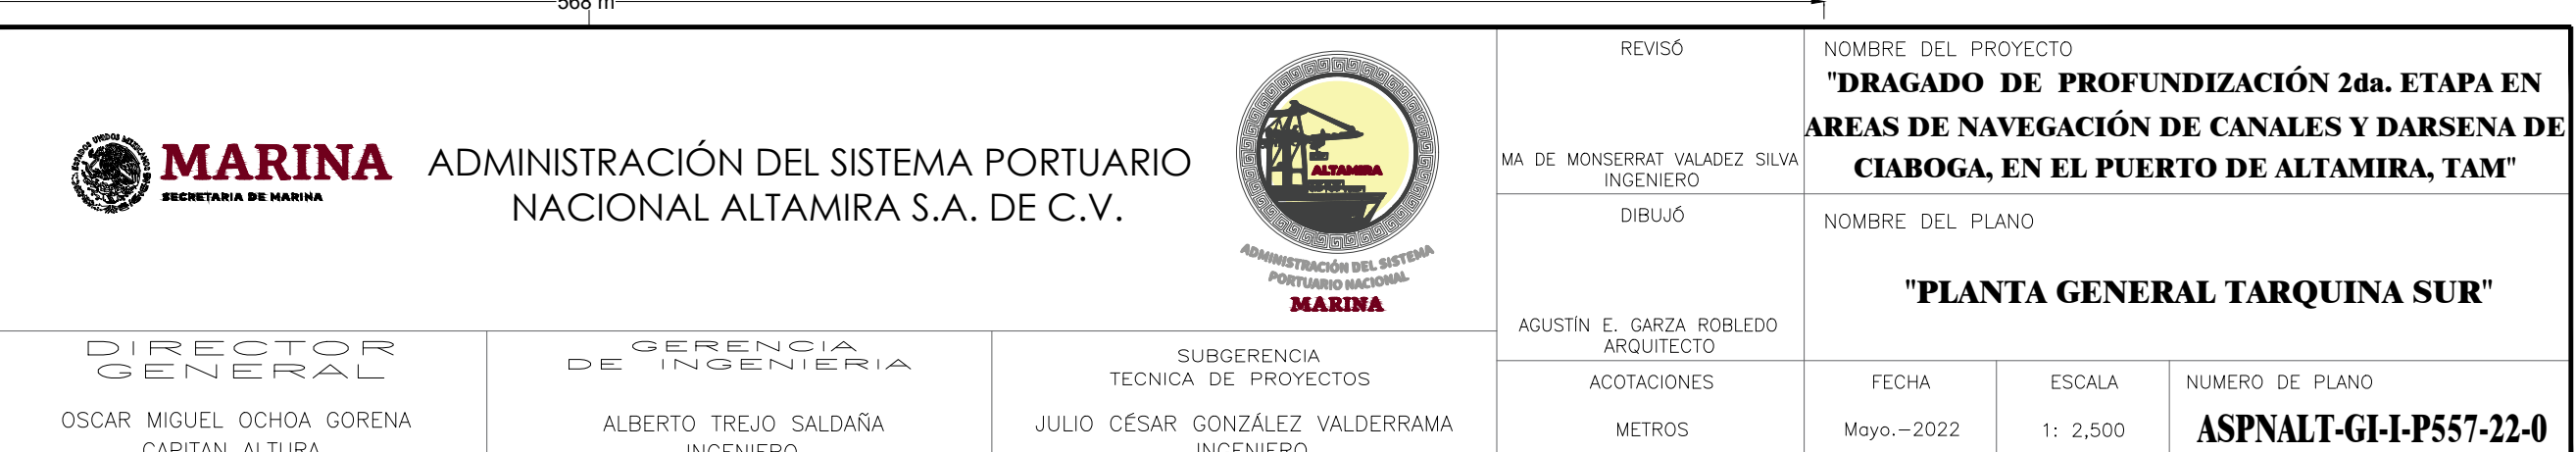 568 m
MARINA
SECRETARIA DE MARINA
ADMINISTRACIÓN DEL SISTEMA PORTUARIO
NACIONAL ALTAMIRA S.A. DE C.V.
ALTAMIRA
ADMINISTRACIÓN DEL SISTEMA
PORTUARIO NACIONAL
MARINA
REVISÓ
MA DE MONSERRAT VALADEZ SILVA
INGENIERO
NOMBRE DEL PROYECTO
"DRAGADO DE PROFUNDIZACIÓN 2da. ETAPA EN
AREAS DE NAVEGACIÓN DE CANALES Y DARSENA DE
CIABOGA, EN EL PUERTO DE ALTAMIRA, TAM"
DIBUJÓ
AGUSTÍN E. GARZA ROBLEDO
ARQUITECTO
NOMBRE DEL PLANO
"PLANTA GENERAL TARQUINA SUR"
DIRECTOR
GENERAL
OSCAR MIGUEL OCHOA GORENA
CAPITAN ALTURA
GERENCIA
DE INGENIERIA
ALBERTO TREJO SALDAÑA
INGENIERO
SUBGERENCIA
TECNICA DE PROYECTOS
JULIO CÉSAR GONZÁLEZ VALDERRAMA
INGENIERO
ACOTACIONES
METROS
FECHA
Mayo.-2022
ESCALA
1: 2,500
NUMERO DE PLANO
ASPNALT-GI-I-P557-22-0